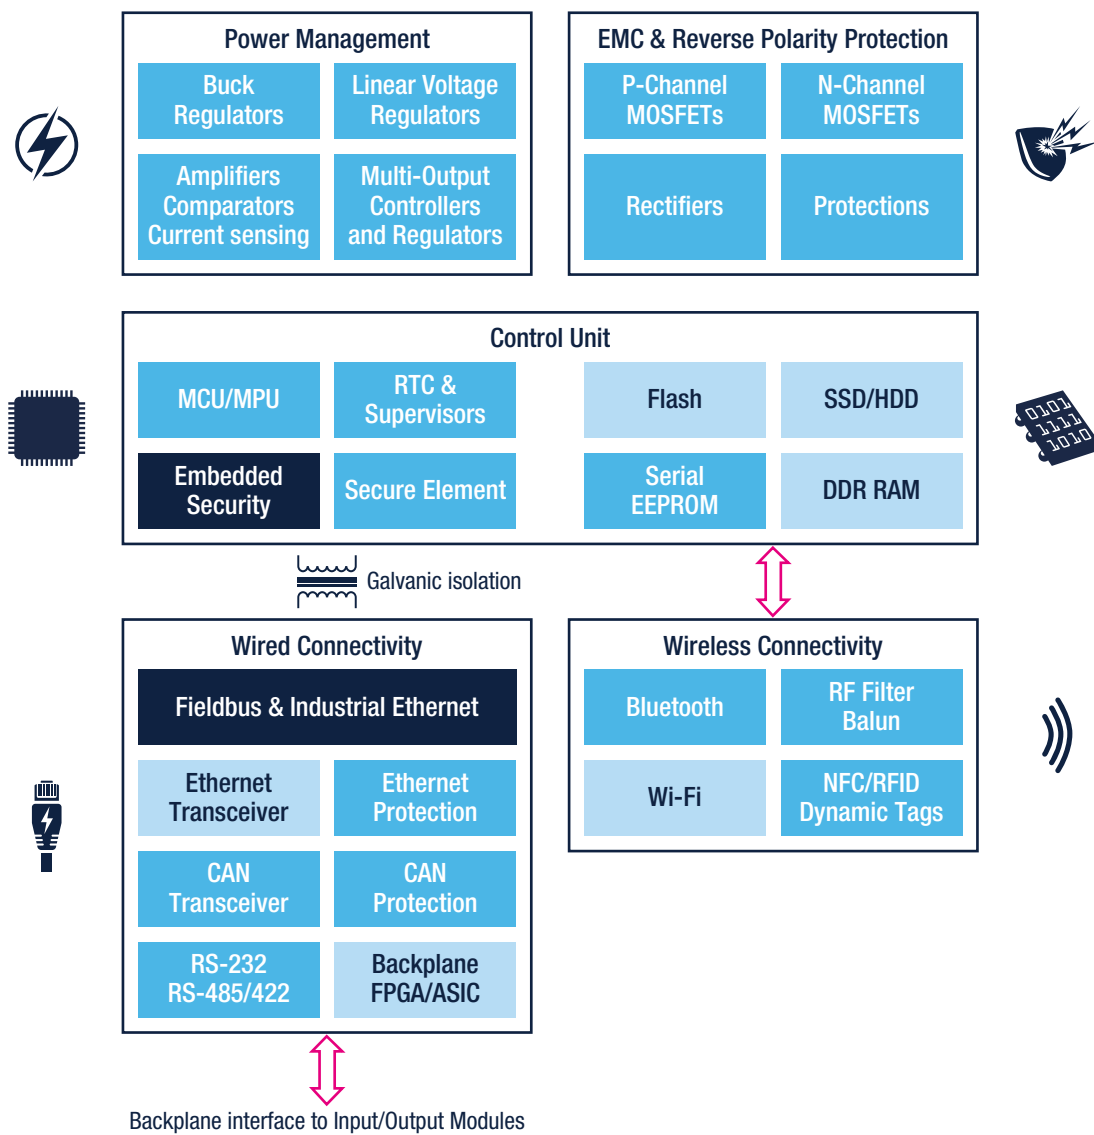 Power Management
Buck
Regulators
Linear Voltage
Regulators
Amplifiers
Comparators
Current sensing
Multi-Output
Controllers
and Regulators
EMC & Reverse Polarity Protection
P-Channel
MOSFETs
N-Channel
MOSFETs
Rectifiers
Protections
Control Unit
MCU/MPU
RTC &
Supervisors
Flash
SSD/HDD
Embedded
Security
Secure Element
Serial
EEPROM
DDR RAM
0101
1111
1010
Galvanic isolation
Wired Connectivity
Fieldbus & Industrial Ethernet
Ethernet
Transceiver
Ethernet
Protection
CAN
Transceiver
CAN
Protection
RS-232
RS-485/422
Backplane
FPGA/ASIC
Wireless Connectivity
Bluetooth
RF Filter
Balun
Wi-Fi
NFC/RFID
Dynamic Tags
Backplane interface to Input/Output Modules